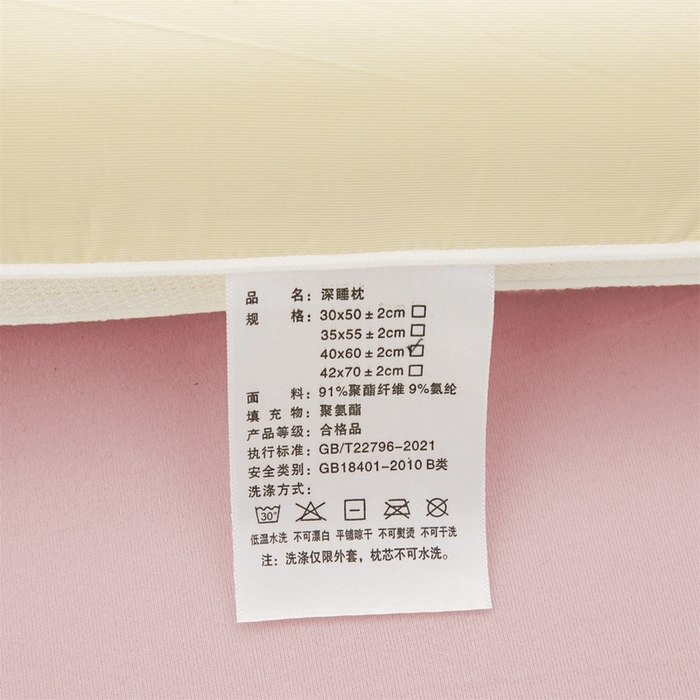 品 名：深睡枕
规 格：30x50±2cm □
35x55±2cm □
40x60±2cm ☑
42x70±2cm □
面 料：91%聚酯纤维 9%氨纶
填 充 物：聚氨酯
产品等级：合格品
执行标准：GB/T22796-2021
安全类别：GB18401-2010 B类
洗涤方式：
30°
低温水洗 不可漂白 平铺晾干 不可熨烫 不可干洗
注：洗涤仅限外套，枕芯不可水洗。